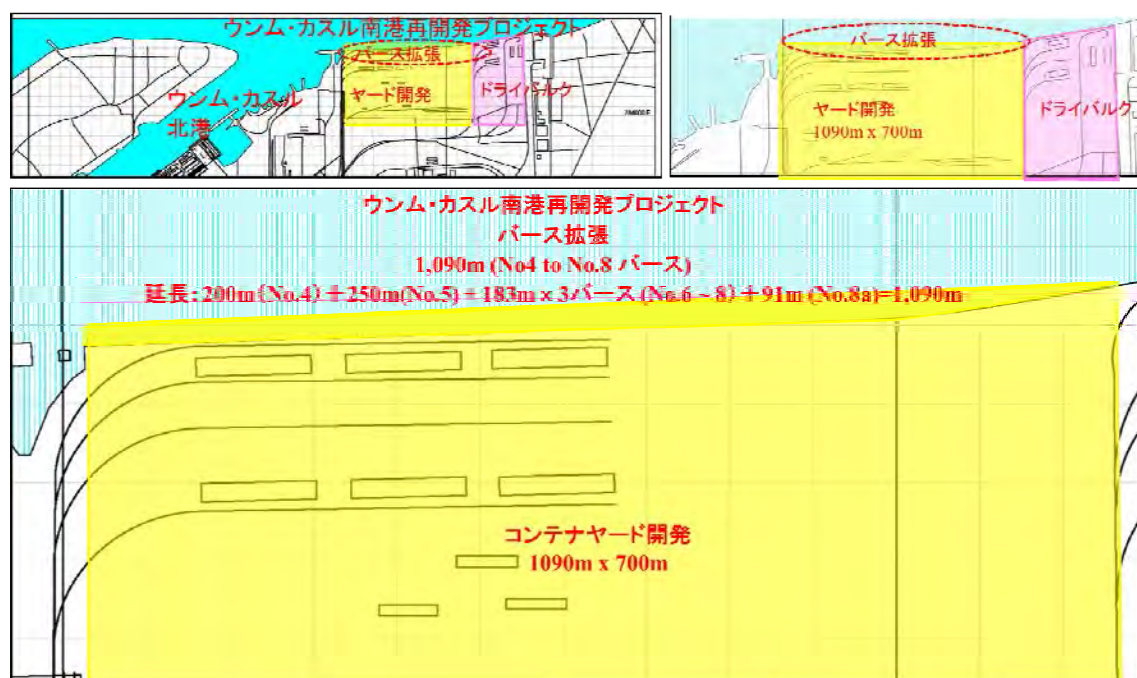 ウンム・カスル南港再開発プロジェクト
バース拡張
ウンム・カスル
北港
ヤード開発
ドライバルク
バース拡張
ヤード開発
1090m x 700m
ドライバルク
ウンム・カスル南港再開発プロジェクト
バース拡張
1,090m (No4 to No.8 バース)
延長:200m(No.4)+250m(No.5)+183m x 3バース(No.6~8)+91m (No.8a)=1,090m
コンテナヤード開発
1090m x 700m